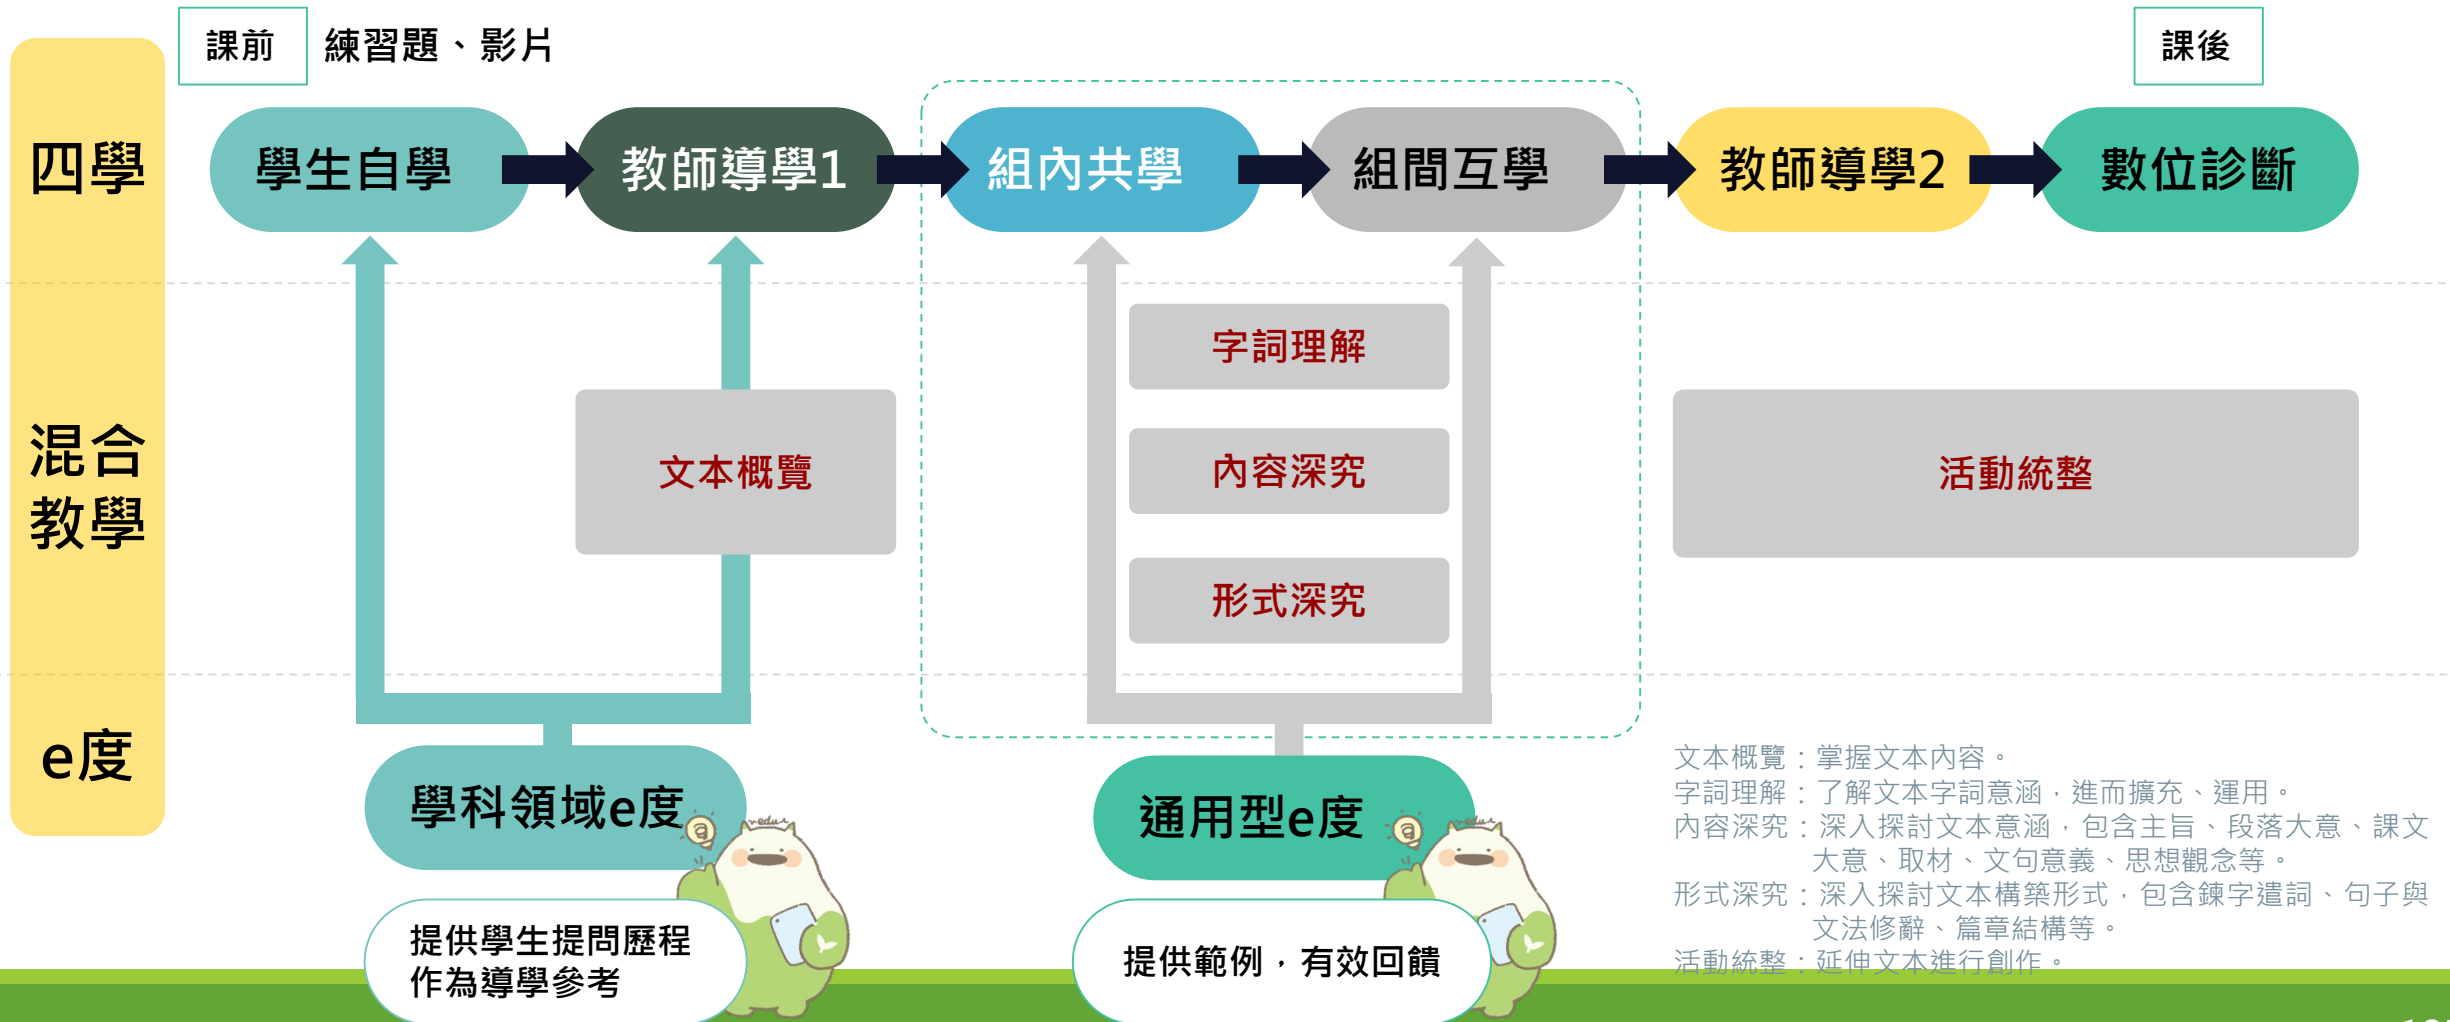 課前
練習題、影片
課後
四學
學生自學
教師導學1
組內共學
組間互學
教師導學2
數位診斷
混合
教學
文本概覽
字詞理解
內容深究
形式深究
活動統整
e度
學科領域e度
通用型e度
提供學生提問歷程
作為導學參考
提供範例，有效回饋
文本概覽：掌握文本內容。
字詞理解：了解文本字詞意涵，進而擴充、運用。
內容深究：深入探討文本意涵，包含主旨、段落大意、課文
大意、取材、文句意義、思想觀念等。
形式深究：深入探討文本構築形式，包含鍊字遣詞、句子與
文法修辭、篇章結構等。
活動統整：延伸文本進行創作。